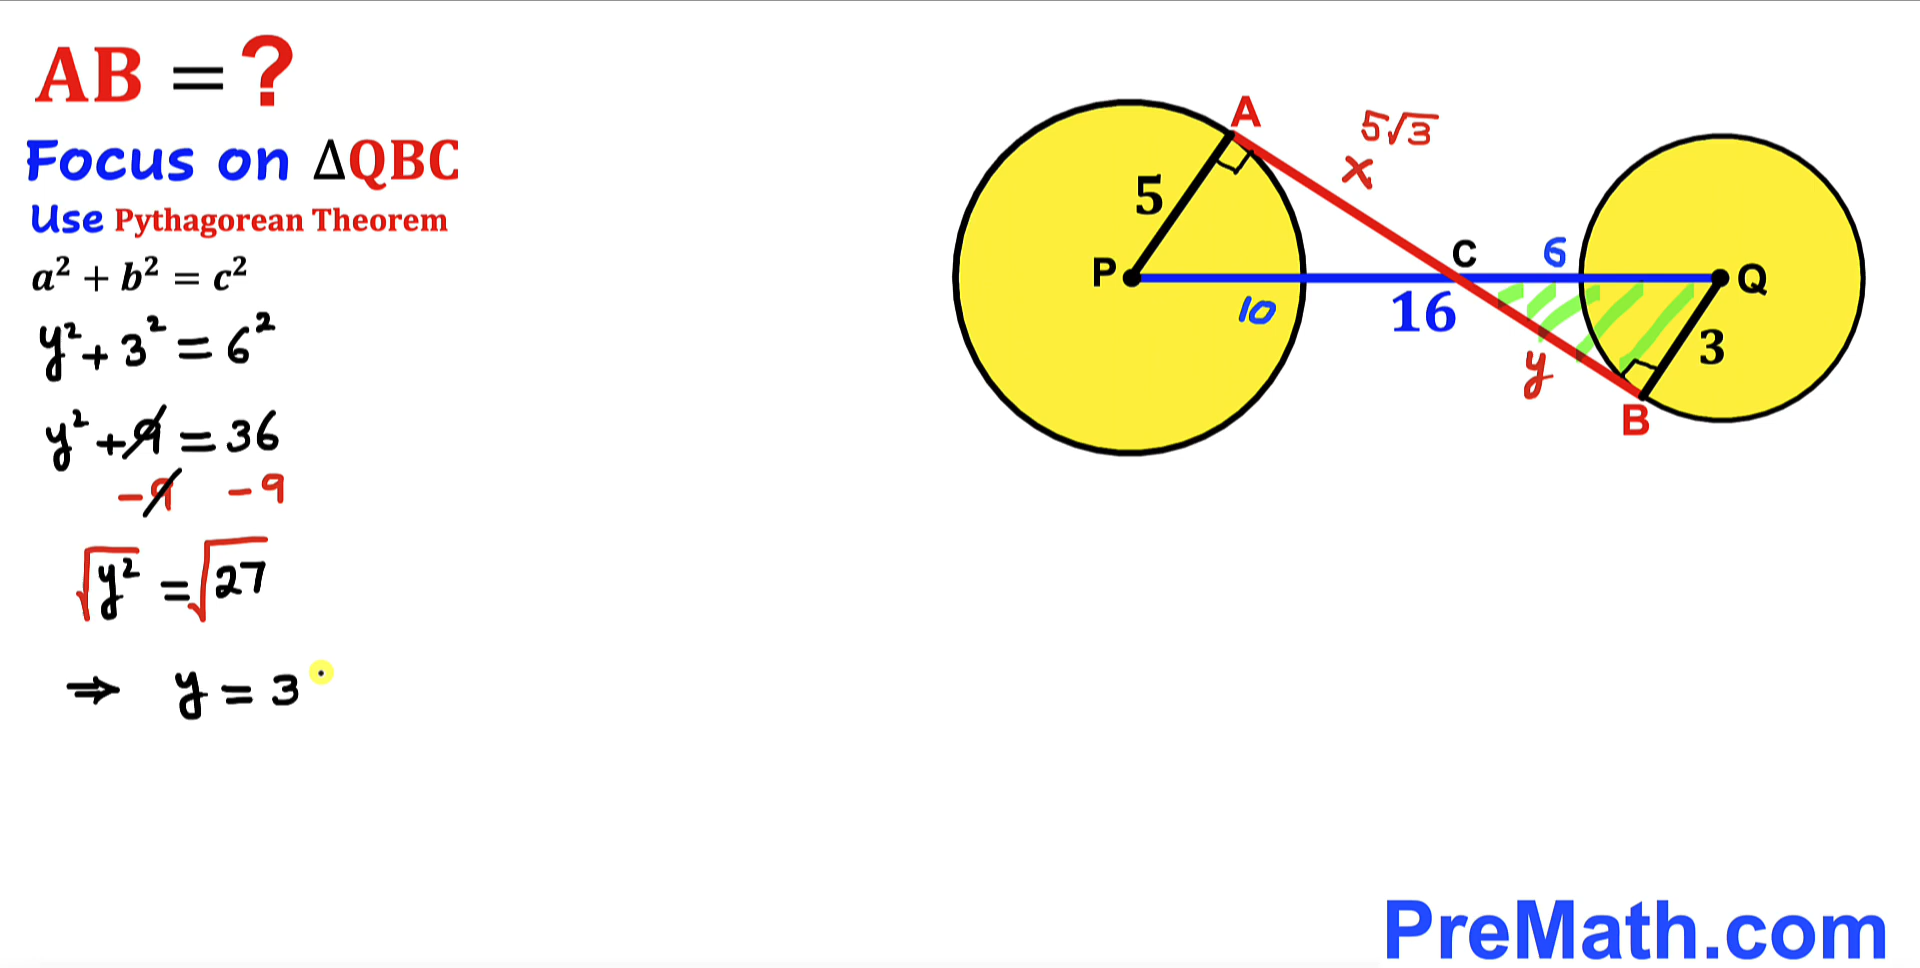 AB = ?
Focus on ΔQBC
Use Pythagorean Theorem
a² + b² = c²
y² + 3² = 6²
y² + 9 = 36
-9 -9
√y² = √27
⇒ y = 3
A
5√3
x
5
P
C
6
Q
10
16
3
y
B
PreMath.com